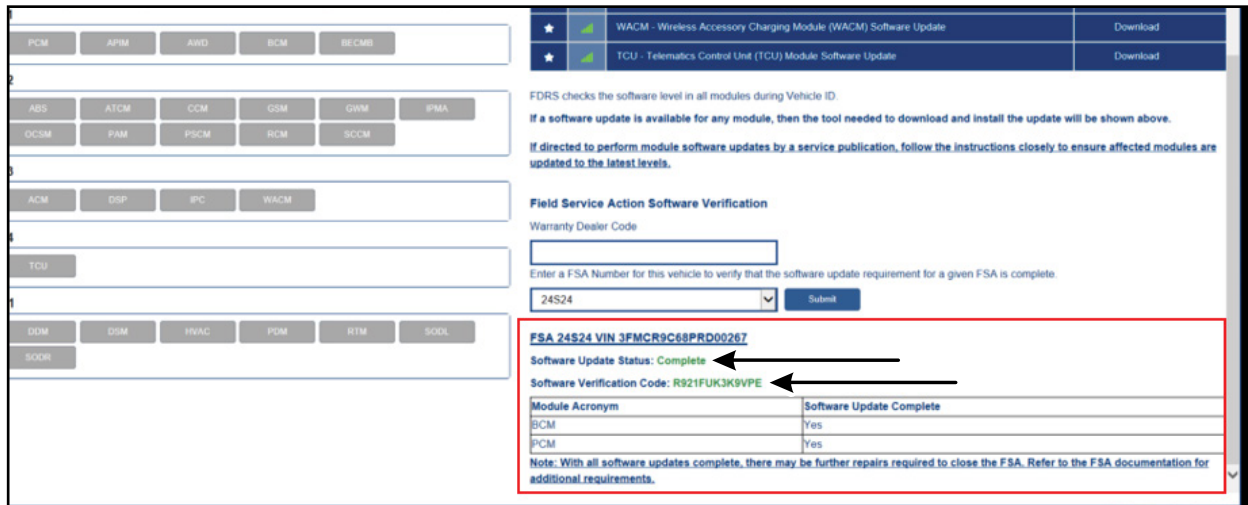 1
PCM APIM AWD BCM BECMB
2
ABS ATCM CCM GSM GWM IPMA
OCSM PAM PSCM RCM SCCM
3
ACM DSP IPC WACM
4
TCU
1
DDM DSM HVAC PDM RTM SODL
SODR
WACM - Wireless Accessory Charging Module (WACM) Software Update Download
TCU - Telematics Control Unit (TCU) Module Software Update Download
FDRS checks the software level in all modules during Vehicle ID.
If a software update is available for any module, then the tool needed to download and install the update will be shown above.
If directed to perform module software updates by a service publication, follow the instructions closely to ensure affected modules are
updated to the latest levels.
Field Service Action Software Verification
Warranty Dealer Code
Enter a FSA Number for this vehicle to verify that the software update requirement for a given FSA is complete.
24S24 Submit
FSA 24S24 VIN 3FMCR9C68PRD00267
Software Update Status: Complete
Software Verification Code: R921FUK3K9VPE
Module Acronym Software Update Complete
BCM Yes
PCM Yes
Note: With all software updates complete, there may be further repairs required to close the FSA. Refer to the FSA documentation for
additional requirements.